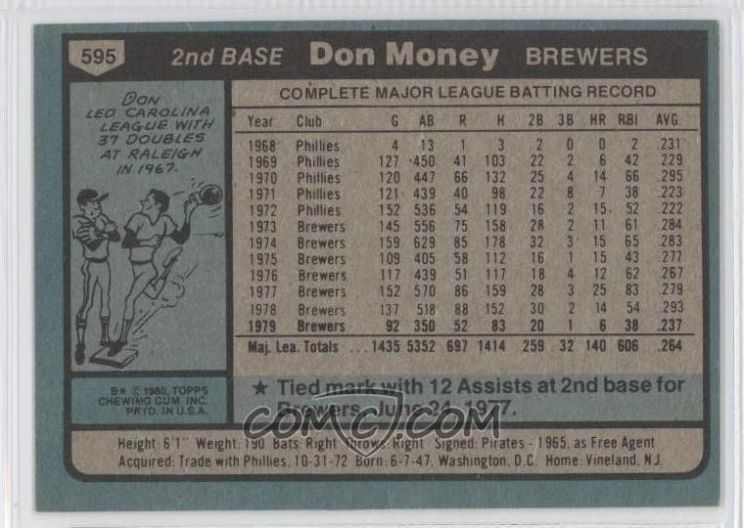 595 2nd BASE Don Money BREWERS
DON
LED CAROLINA
LEAGUE WITH
37 DOUBLES
AT RALEIGH
IN 1967.
B* © 1980, TOPPS
CHEWING GUM INC.
PRTD. IN U.S.A.
COMPLETE MAJOR LEAGUE BATTING RECORD
Year Club G AB R H 2B 3B HR RBI AVG.
1968 Phillies 4 13 1 3 2 0 0 2 .231
1969 Phillies 127 450 41 103 22 2 6 42 .229
1970 Phillies 120 447 66 132 25 4 14 66 .295
1971 Phillies 121 439 40 98 22 8 7 38 .223
1972 Phillies 152 536 54 119 16 2 15 52 .222
1973 Brewers 145 556 75 158 28 2 11 61 .284
1974 Brewers 159 629 85 178 32 3 15 65 .283
1975 Brewers 109 405 58 112 16 1 15 43 .277
1976 Brewers 117 439 51 117 18 4 12 62 .267
1977 Brewers 152 570 86 159 28 3 25 83 .279
1978 Brewers 137 518 88 152 30 2 14 54 .293
1979 Brewers 92 350 52 83 20 1 6 38 .237
Maj. Lea. Totals ... 1435 5352 697 1414 259 32 140 606 .264
★ Tied mark with 12 Assists at 2nd base for
Brewers, June 24, 1977.
COMC.COM
Height: 6'1" Weight: 190 Bats: Right Throws: Right Signed: Pirates - 1965, as Free Agent
Acquired: Trade with Phillies, 10-31-72 Born: 6-7-47, Washington, D.C. Home: Vineland, N.J.